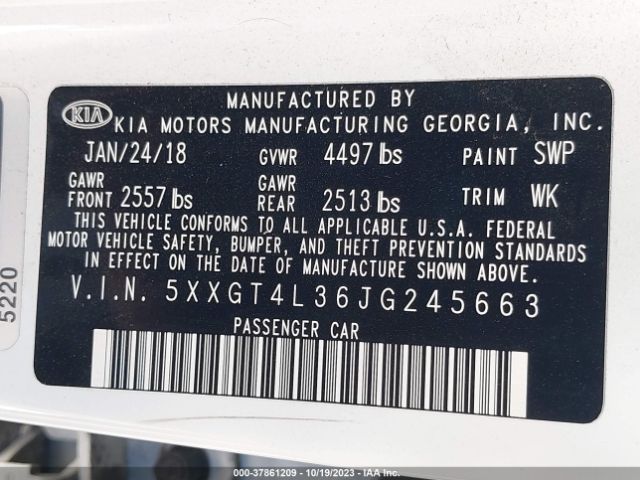 MANUFACTURED BY
KIA KIA MOTORS MANUFACTURING GEORGIA, INC.
JAN/24/18 GVWR 4497 lbs PAINT SWP
GAWR FRONT 2557 lbs GAWR REAR 2513 lbs TRIM WK
THIS VEHICLE CONFORMS TO ALL APPLICABLE U.S.A. FEDERAL
MOTOR VEHICLE SAFETY, BUMPER, AND THEFT PREVENTION STANDARDS
IN EFFECT ON THE DATE OF MANUFACTURE SHOWN ABOVE.
V.I.N. 5XXGT4L36JG245663
PASSENGER CAR
5220
000-37861209 - 10/19/2023 - IAA Inc.